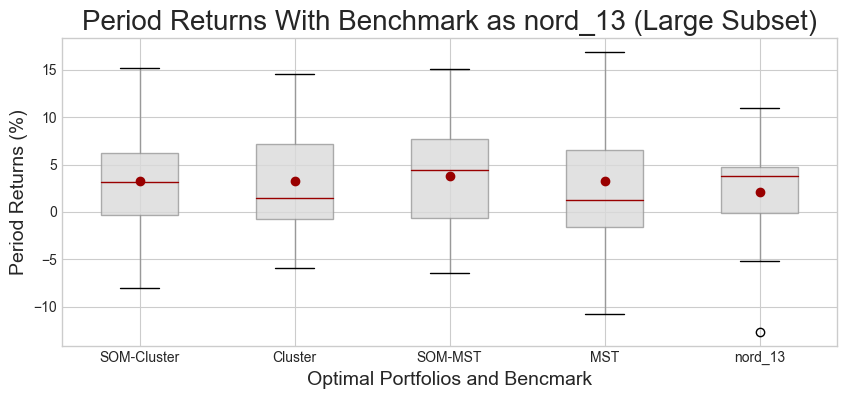 Period Returns With Benchmark as nord_13 (Large Subset)
Period Returns (%)
15
10
5
0
−5
−10
SOM-Cluster Cluster SOM-MST MST nord_13
Optimal Portfolios and Bencmark